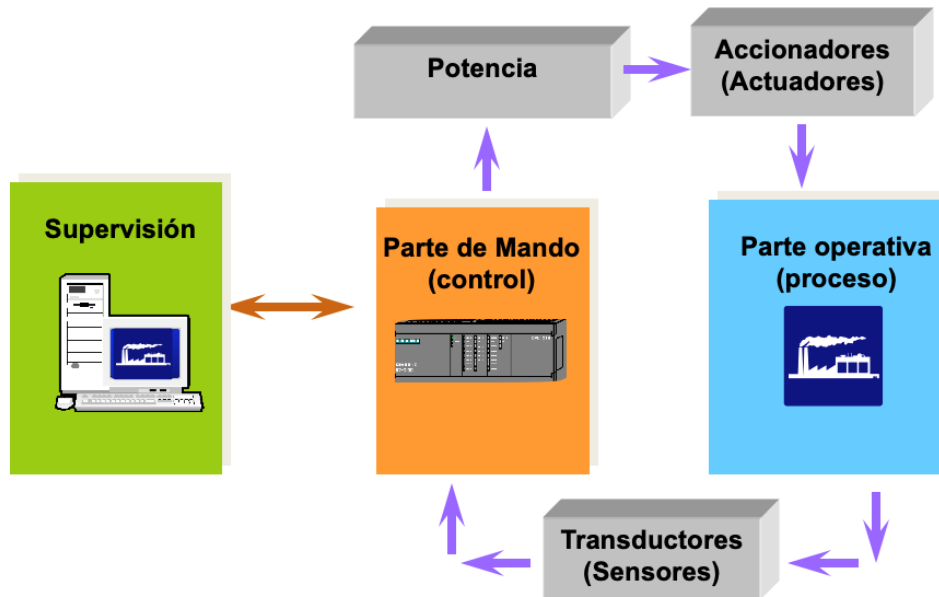 Potencia
Accionadores
(Actuadores)
Supervisión
Parte de Mando
(control)
Parte operativa
(proceso)
Transductores
(Sensores)